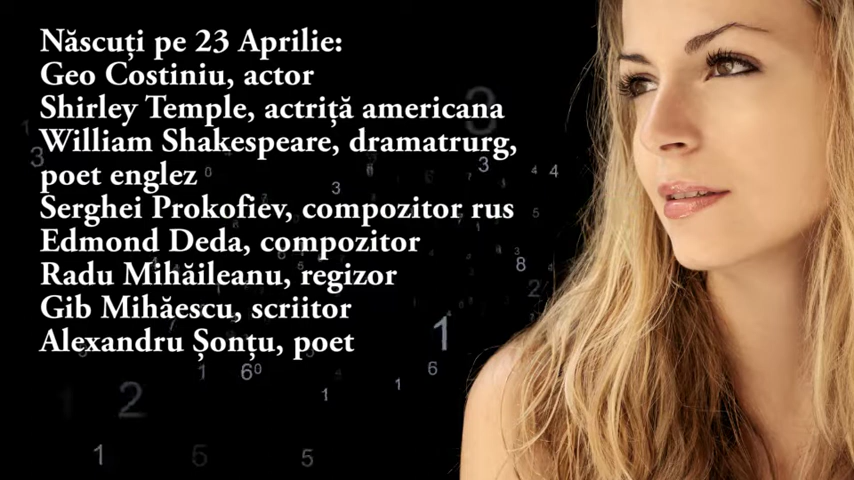 Născuți pe 23 Aprilie:
Geo Costiniu, actor
Shirley Temple, actriță americana
William Shakespeare, dramatrurg,
poet englez
Serghei Prokofiev, compozitor rus
Edmond Deda, compozitor
Radu Mihăileanu, regizor
Gib Mihăescu, scriitor
Alexandru Șonțu, poet